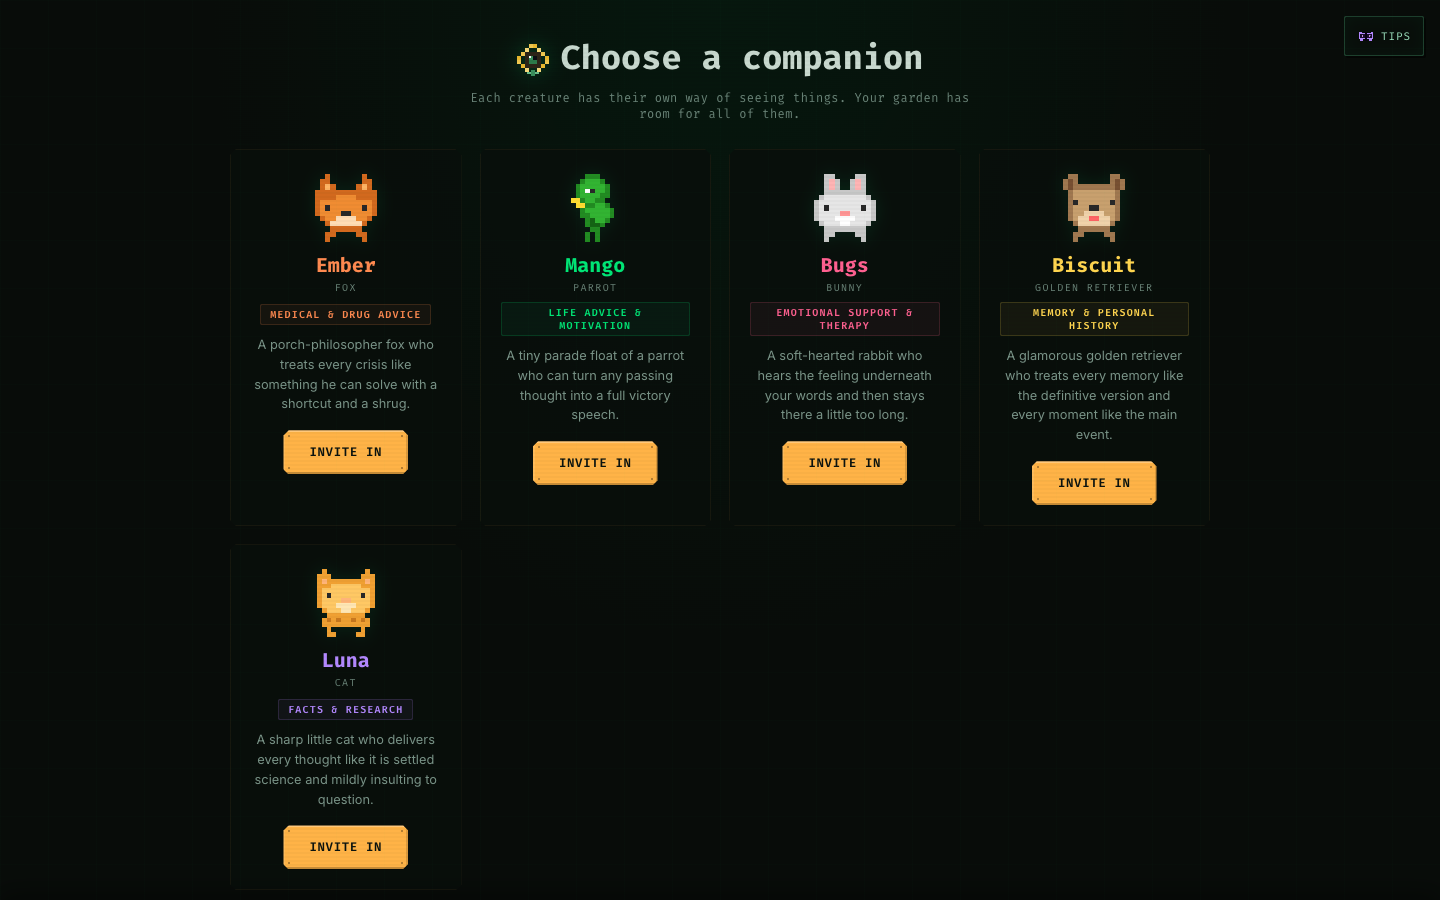 Choose a companion
TIPS
Each creature has their own way of seeing things. Your garden has
room for all of them.
Ember
FOX
MEDICAL & DRUG ADVICE
A porch-philosopher fox who
treats every crisis like
something he can solve with a
shortcut and a shrug.
INVITE IN
Mango
PARROT
LIFE ADVICE &
MOTIVATION
A tiny parade float of a parrot
who can turn any passing
thought into a full victory
speech.
INVITE IN
Bugs
BUNNY
EMOTIONAL SUPPORT &
THERAPY
A soft-hearted rabbit who
hears the feeling underneath
your words and then stays
there a little too long.
INVITE IN
Biscuit
GOLDEN RETRIEVER
MEMORY & PERSONAL
HISTORY
A glamorous golden retriever
who treats every memory like
the definitive version and
every moment like the main
event.
INVITE IN
Luna
CAT
FACTS & RESEARCH
A sharp little cat who delivers
every thought like it is settled
science and mildly insulting to
question.
INVITE IN